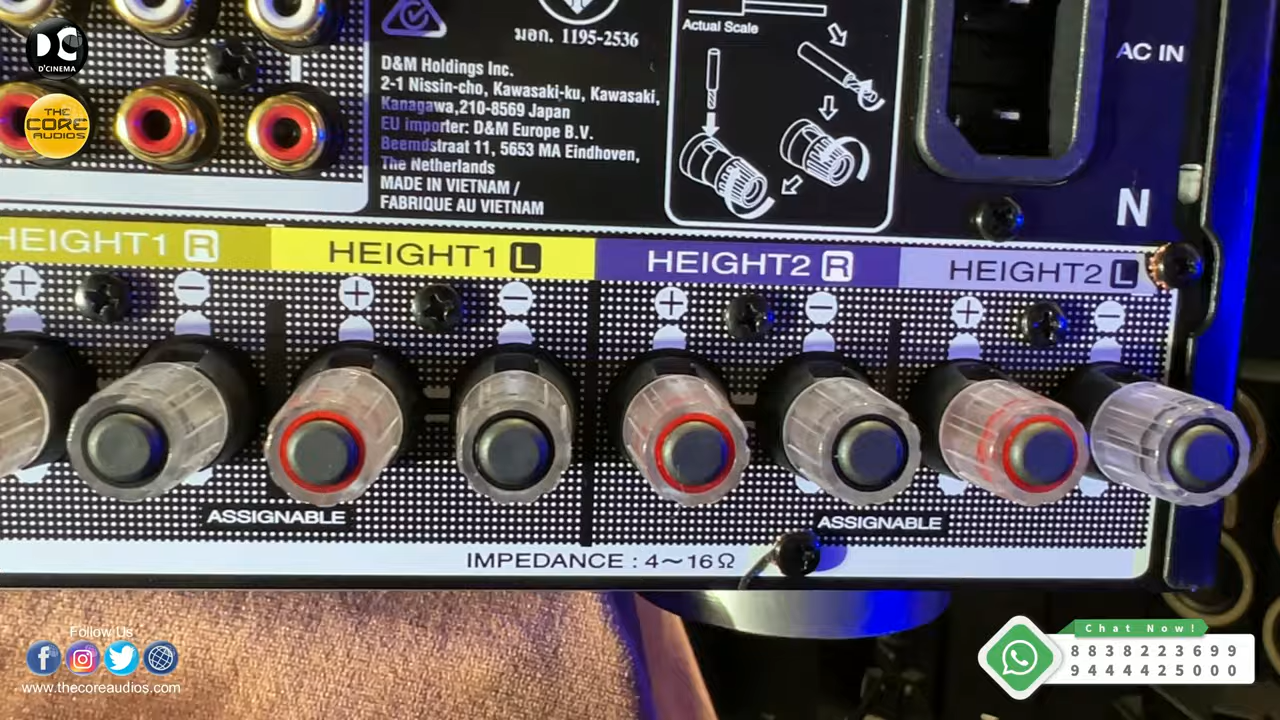 DC
D'CINEMA
THE
CORE
AUDIOS
มอก. 1195-2536
D&M Holdings Inc.
2-1 Nissin-cho, Kawasaki-ku, Kawasaki,
Kanagawa,210-8569 Japan
EU importer: D&M Europe B.V.
Beemdstraat 11, 5653 MA Eindhoven,
The Netherlands
MADE IN VIETNAM /
FABRIQUE AU VIETNAM
Actual Scale
AC IN
N
HEIGHT1 R
HEIGHT1 L
HEIGHT2 R
HEIGHT2 L
+ − + − + − + −
ASSIGNABLE
ASSIGNABLE
IMPEDANCE : 4~16Ω
Follow Us
www.thecoreaudios.com
Chat Now!
8838223699
9444425000